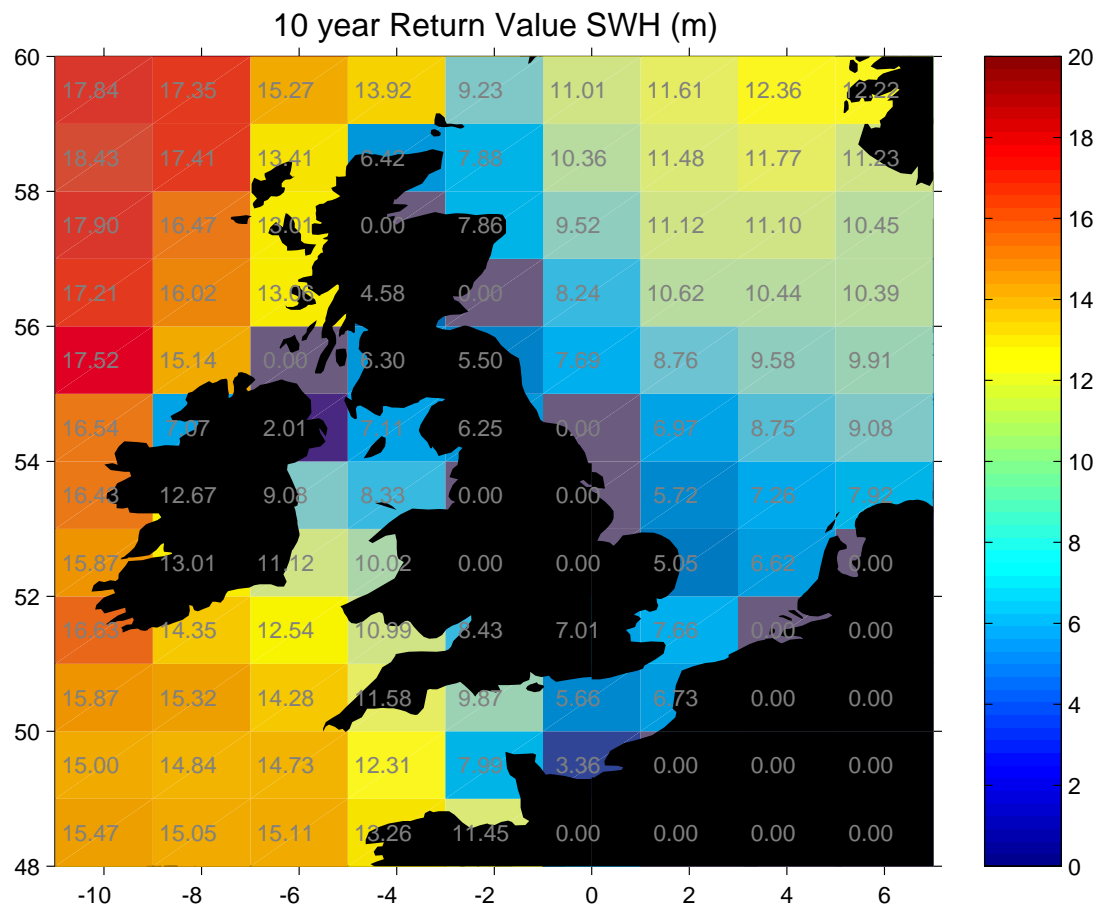 10 year Return Value SWH (m)
60
20
17.84 17.35 15.27 13.92 9.23 11.01 11.61 12.36 12.22
18
18.43 17.41 13.41 6.42 7.88 10.36 11.48 11.77 11.23
58
16
17.90 16.47 13.01 0.00 7.86 9.52 11.12 11.10 10.45
14
17.21 16.02 13.06 4.58 0.00 8.24 10.62 10.44 10.39
56
12
17.52 15.14 0.00 6.30 5.50 7.69 8.76 9.58 9.91
16.54 7.07 2.01 7.11 6.25 0.00 6.97 8.75 9.08
54
10
16.43 12.67 9.08 8.33 0.00 0.00 5.72 7.26 7.92
8
15.87 13.01 11.12 10.02 0.00 0.00 5.05 6.62 0.00
52
6
16.63 14.35 12.54 10.99 8.43 7.01 7.66 0.00 0.00
15.87 15.32 14.28 11.58 9.87 5.66 6.73 0.00 0.00
4
50
15.00 14.84 14.73 12.31 7.99 3.36 0.00 0.00 0.00
2
15.47 15.05 15.11 13.26 11.45 0.00 0.00 0.00 0.00
48
0
-10 -8 -6 -4 -2 0 2 4 6